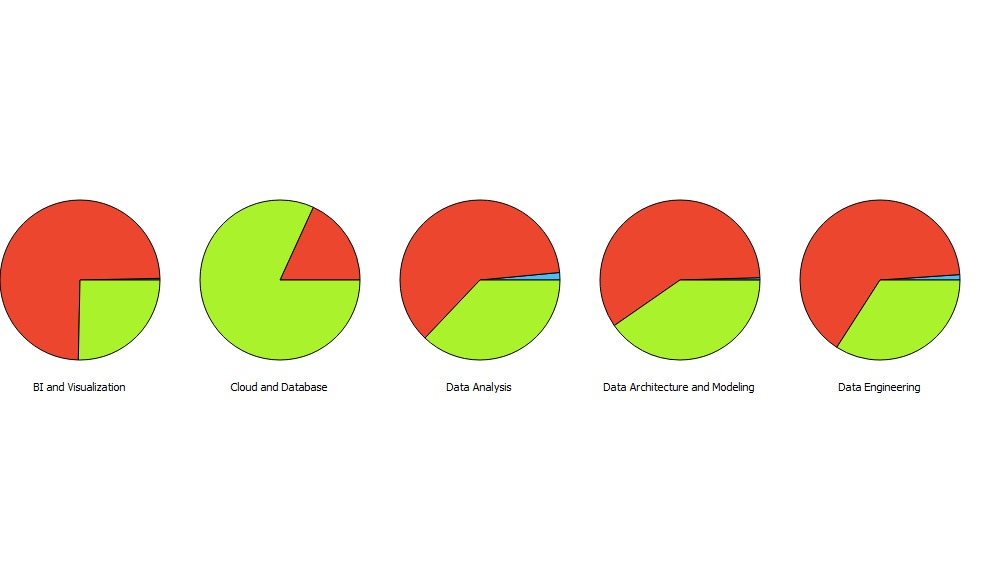 BI and Visualization
Cloud and Database
Data Analysis
Data Architecture and Modeling
Data Engineering